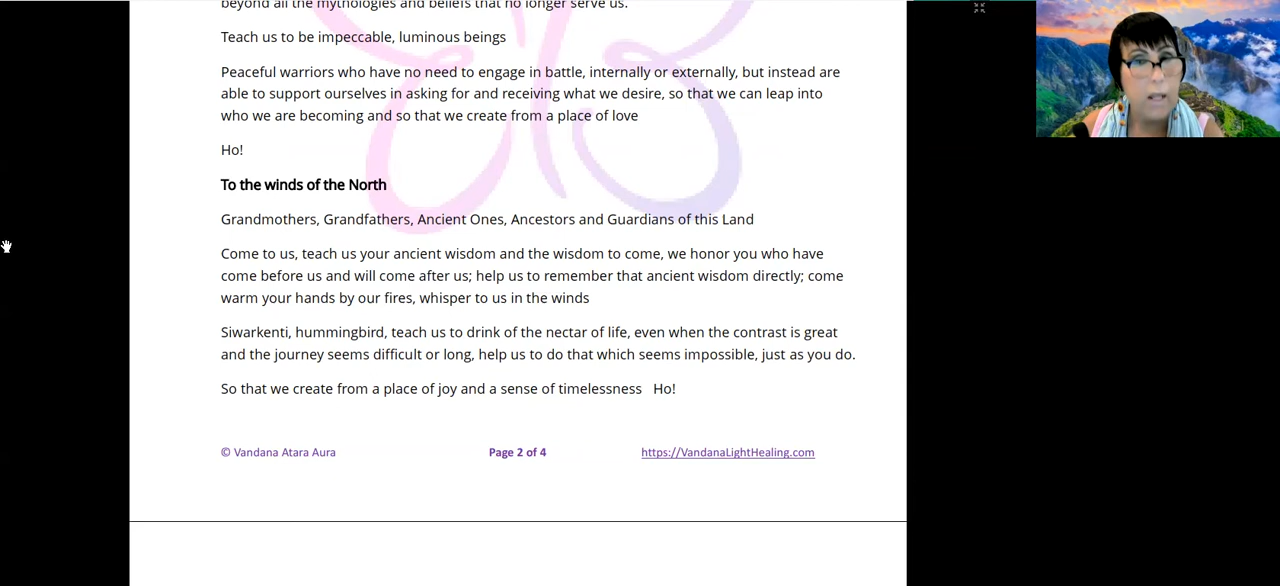 beyond all the mythologies and beliefs that no longer serve us.
Teach us to be impeccable, luminous beings
Peaceful warriors who have no need to engage in battle, internally or externally, but instead are
able to support ourselves in asking for and receiving what we desire, so that we can leap into
who we are becoming and so that we create from a place of love
Ho!
To the winds of the North
Grandmothers, Grandfathers, Ancient Ones, Ancestors and Guardians of this Land
Come to us, teach us your ancient wisdom and the wisdom to come, we honor you who have
come before us and will come after us; help us to remember that ancient wisdom directly; come
warm your hands by our fires, whisper to us in the winds
Siwarkenti, hummingbird, teach us to drink of the nectar of life, even when the contrast is great
and the journey seems difficult or long, help us to do that which seems impossible, just as you do.
So that we create from a place of joy and a sense of timelessness   Ho!
© Vandana Atara Aura Page 2 of 4 https://VandanaLightHealing.com